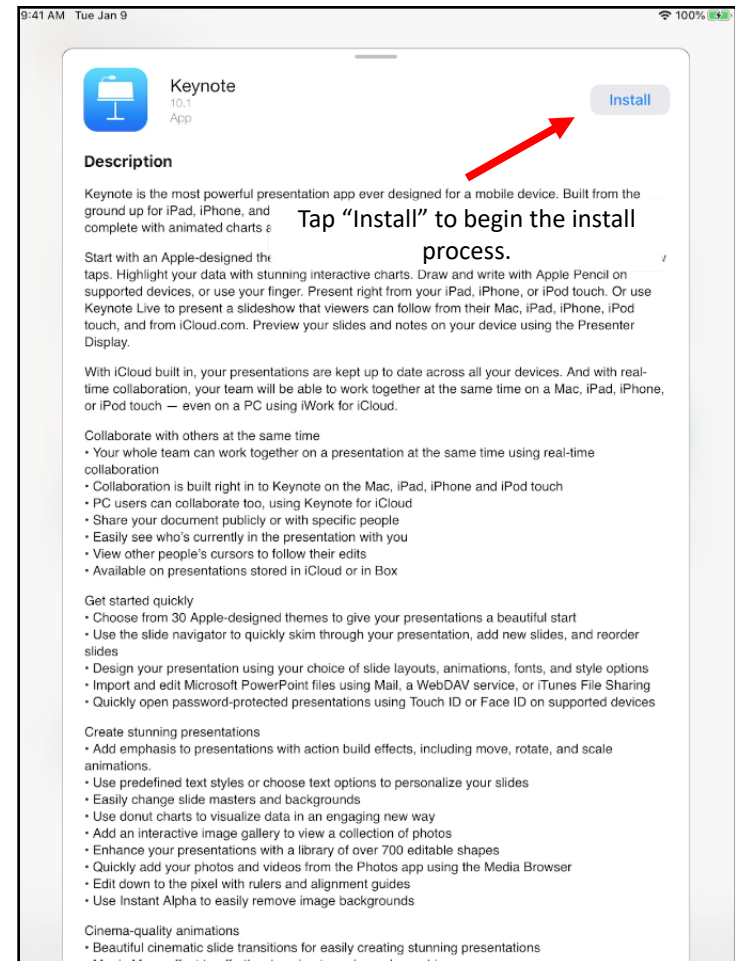 9:41 AM Tue Jan 9
100%
Keynote
10.1
App
Install
Description
Keynote is the most powerful presentation app ever designed for a mobile device. Built from the
ground up for iPad, iPhone, and
complete with animated charts
Tap “Install” to begin the install
process.
Start with an Apple-designed
taps. Highlight your data with stunning interactive charts. Draw and write with Apple Pencil on
supported devices, or use your finger. Present right from your iPad, iPhone, or iPod touch. Or use
Keynote Live to present a slideshow that viewers can follow from their Mac, iPad, iPhone, iPod
touch, and from iCloud.com. Preview your slides and notes on your device using the Presenter
Display.
With iCloud built in, your presentations are kept up to date across all your devices. And with real-
time collaboration, your team will be able to work together at the same time on a Mac, iPad, iPhone,
or iPod touch — even on a PC using iWork for iCloud.
Collaborate with others at the same time
• Your whole team can work together on a presentation at the same time using real-time
collaboration
• Collaboration is built right in to Keynote on the Mac, iPad, iPhone and iPod touch
• PC users can collaborate too, using Keynote for iCloud
• Share your document publicly or with specific people
• Easily see who’s currently in the presentation with you
• View other people’s cursors to follow their edits
• Available on presentations stored in iCloud or in Box
Get started quickly
• Choose from 30 Apple-designed themes to give your presentations a beautiful start
• Use the slide navigator to quickly skim through your presentation, add new slides, and reorder
slides
• Design your presentation using your choice of slide layouts, animations, fonts, and style options
• Import and edit Microsoft PowerPoint files using Mail, a WebDAV service, or iTunes File Sharing
• Quickly open password-protected presentations using Touch ID or Face ID on supported devices
Create stunning presentations
• Add emphasis to presentations with action build effects, including move, rotate, and scale
animations.
• Use predefined text styles or choose text options to personalize your slides
• Easily change slide masters and backgrounds
• Use donut charts to visualize data in an engaging new way
• Add an interactive image gallery to view a collection of photos
• Enhance your presentations with a library of over 700 editable shapes
• Quickly add your photos and videos from the Photos app using the Media Browser
• Edit down to the pixel with rulers and alignment guides
• Use Instant Alpha to easily remove image backgrounds
Cinema-quality animations
• Beautiful cinematic slide transitions for easily creating stunning presentations